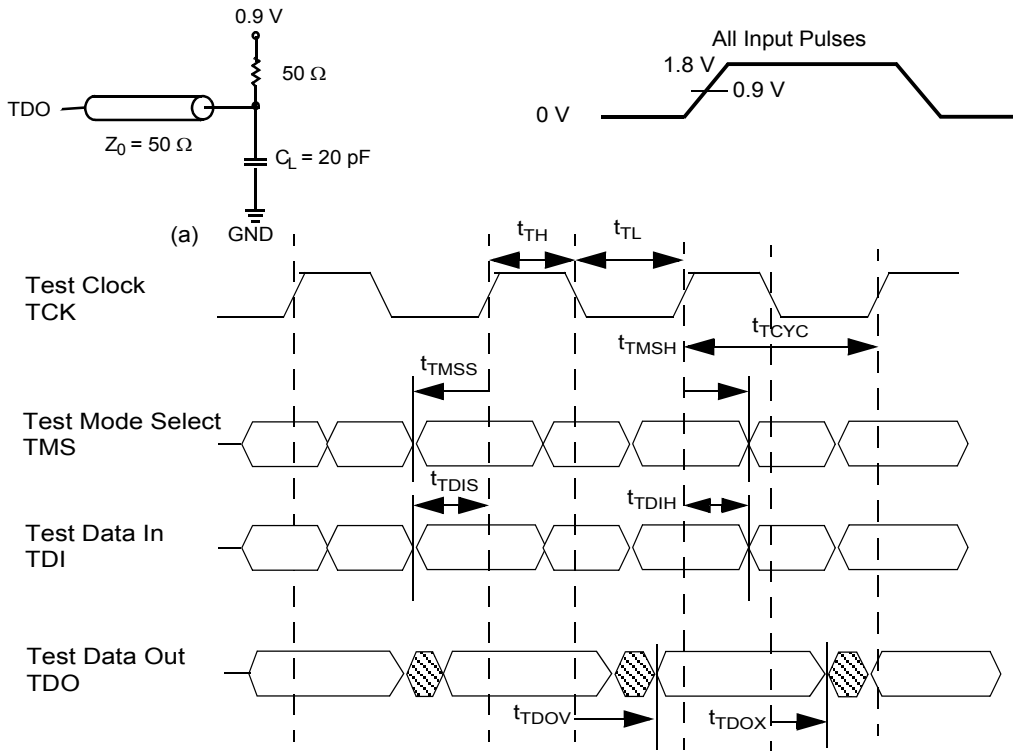 0.9 V
50 Ω
TDO
Z0 = 50 Ω
CL = 20 pF
(a)
GND
All Input Pulses
1.8 V
0.9 V
0 V
tTH
tTL
Test Clock
TCK
tTCYC
tTMSH
tTMSS
Test Mode Select
TMS
tTDIS
tTDIH
Test Data In
TDI
Test Data Out
TDO
tTDOV
tTDOX